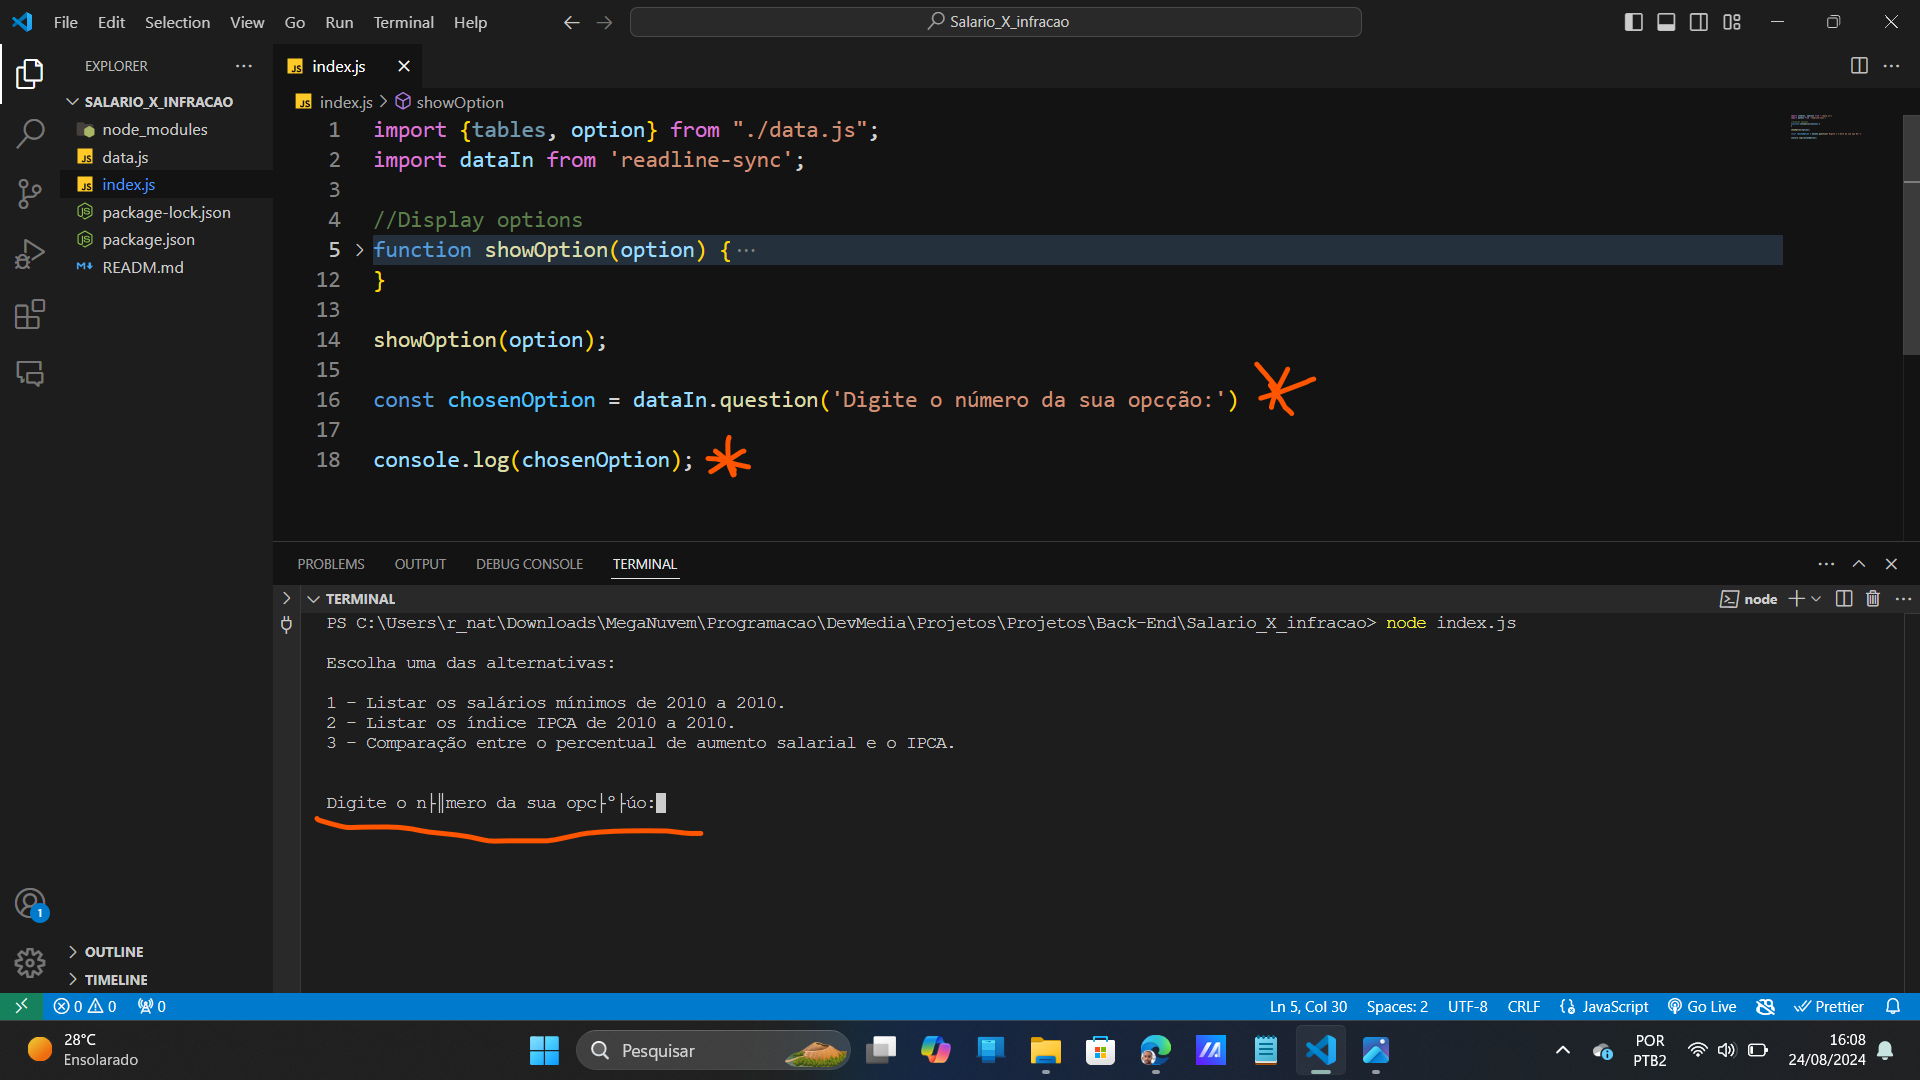 File Edit Selection View Go Run Terminal Help
Salario_X_infracao
EXPLORER
SALARIO_X_INFRACAO
node_modules
data.js
index.js
package-lock.json
package.json
READM.md
OUTLINE
TIMELINE
index.js
index.js > showOption
1 import {tables, option} from "./data.js";
2 import dataIn from 'readline-sync';
3
4 //Display options
5 function showOption(option) { ···
12 }
13
14 showOption(option);
15
16 const chosenOption = dataIn.question('Digite o número da sua opcção:')
17
18 console.log(chosenOption);
PROBLEMS OUTPUT DEBUG CONSOLE TERMINAL
TERMINAL
node
PS C:\Users\r_nat\Downloads\MegaNuvem\Programacao\DevMedia\Projetos\Projetos\Back-End\Salario_X_infracao> node index.js
Escolha uma das alternativas:
1 - Listar os salários mínimos de 2010 a 2010.
2 - Listar os índice IPCA de 2010 a 2010.
3 - Comparação entre o percentual de aumento salarial e o IPCA.
Digite o n├║mero da sua opc├º├úo:
1
0 0 0
Ln 5, Col 30 Spaces: 2 UTF-8 CRLF JavaScript Go Live Prettier
28°C
Ensolarado
Pesquisar
POR
PTB2
16:08
24/08/2024